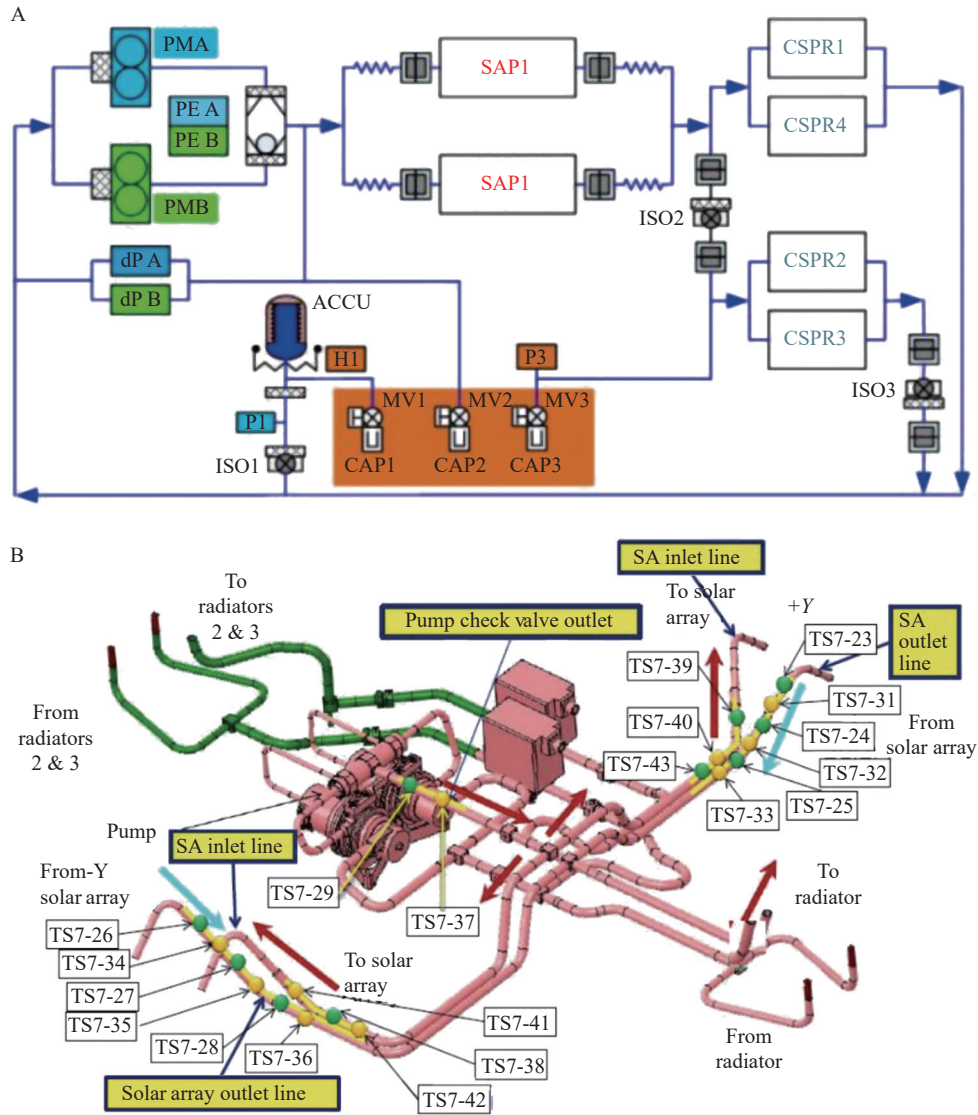 A
PMA
PE A
PE B
PMB
dP A
dP B
SAP1
SAP1
CSPR1
CSPR4
ISO2
CSPR2
CSPR3
ISO3
ACCU
H1
P3
MV1
MV2
MV3
P1
CAP1
CAP2
CAP3
ISO1
B
To
radiators
2 & 3
Pump check valve outlet
SA inlet line
To solar
array
+Y
TS7-23
SA
outlet
line
TS7-39
TS7-31
From
radiators
2 & 3
TS7-40
TS7-24
From
solar array
TS7-43
TS7-32
TS7-33
TS7-25
Pump
SA inlet line
From-Y
solar array
TS7-29
TS7-37
To
radiator
TS7-26
TS7-34
TS7-27
TS7-35
To solar
array
TS7-28
TS7-41
TS7-36
TS7-38
From
radiator
Solar array outlet line
TS7-42